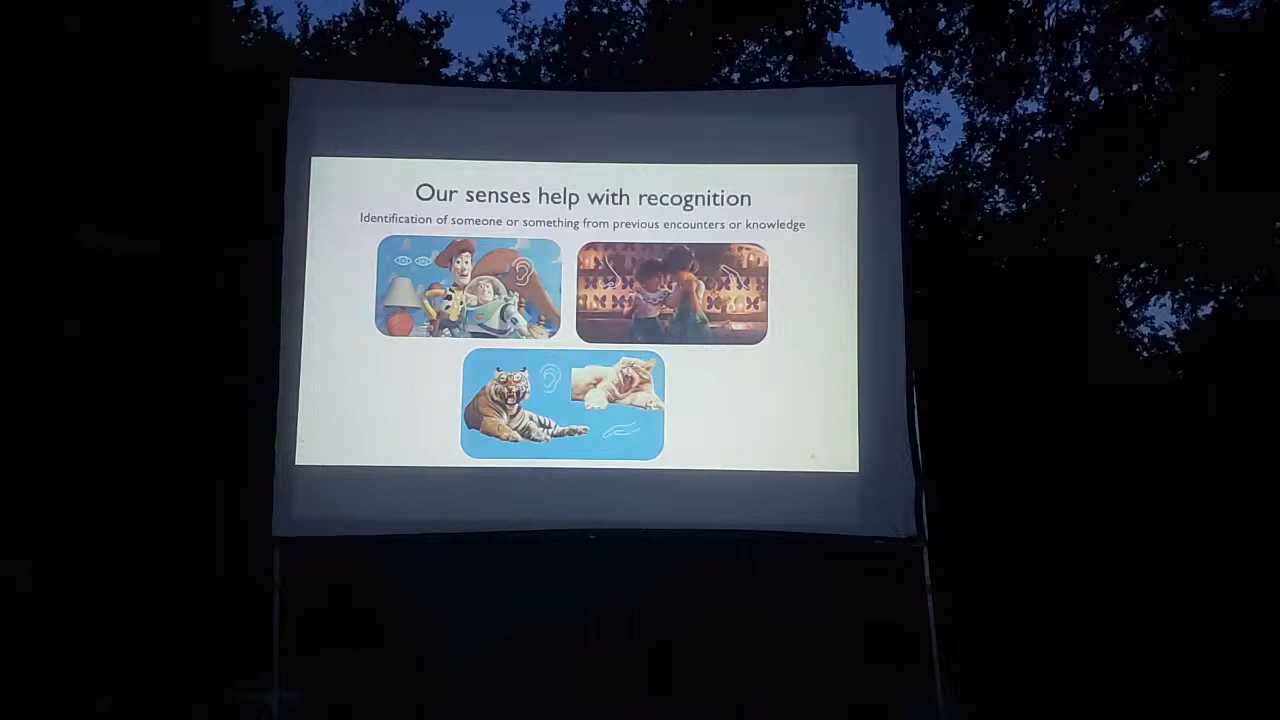 Our senses help with recognition
Identification of someone or something from previous encounters or knowledge